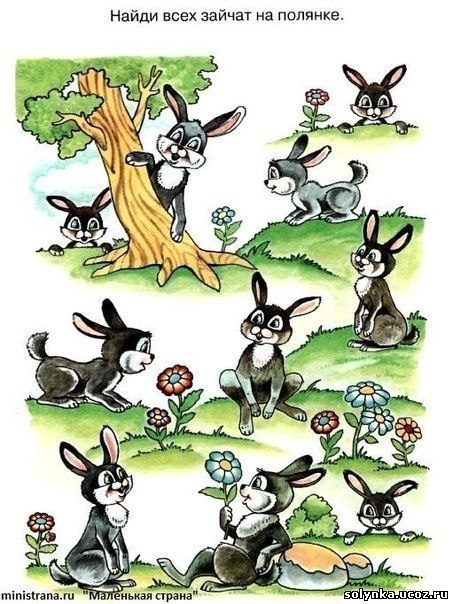 Найди всех зайчат на полянке.
ministrana.ru "Маленькая страна"
solynka.ucoz.ru